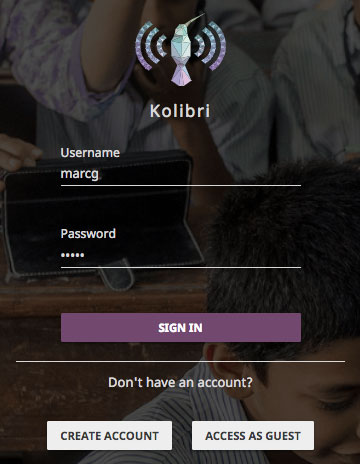 Kolibri
Username
marcg
Password
•••••
SIGN IN
Don't have an account?
CREATE ACCOUNT
ACCESS AS GUEST